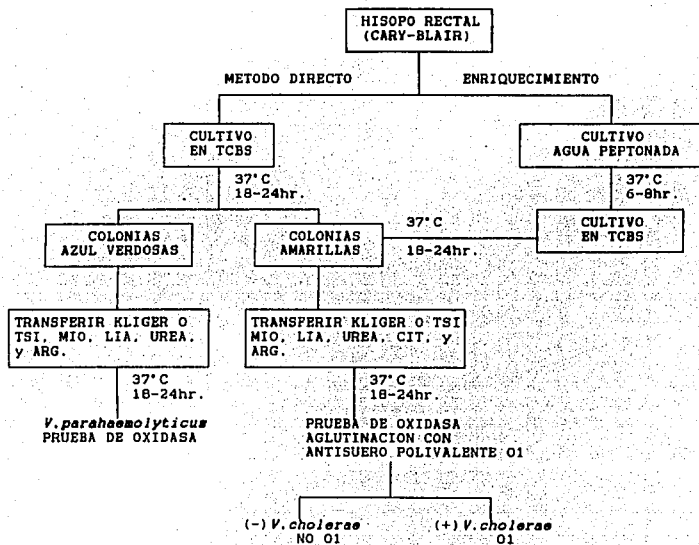 HISOPO RECTAL
(CARY-BLAIR)
METODO DIRECTO
ENRIQUECIMIENTO
CULTIVO
EN TCBS
CULTIVO
AGUA PEPTONADA
37°C
18-24hr.
37°C
6-8hr.
COLONIAS
AZUL VERDOSAS
COLONIAS
AMARILLAS
37°C
18-24hr.
CULTIVO
EN TCBS
TRANSFERIR KLIGER O
TSI, MIO, LIA, UREA,
y ARG.
TRANSFERIR KLIGER O TSI
MIO, LIA, UREA, CIT, y
ARG.
37°C
18-24hr.
37°C
18-24hr.
V.parahaemolyticum
PRUEBA DE OXIDASA
PRUEBA DE OXIDASA
AGLUTINACION CON
ANTISUERO POLIVALENTE O1
(-) V.cholerae
NO O1
(+) V.cholerae
O1